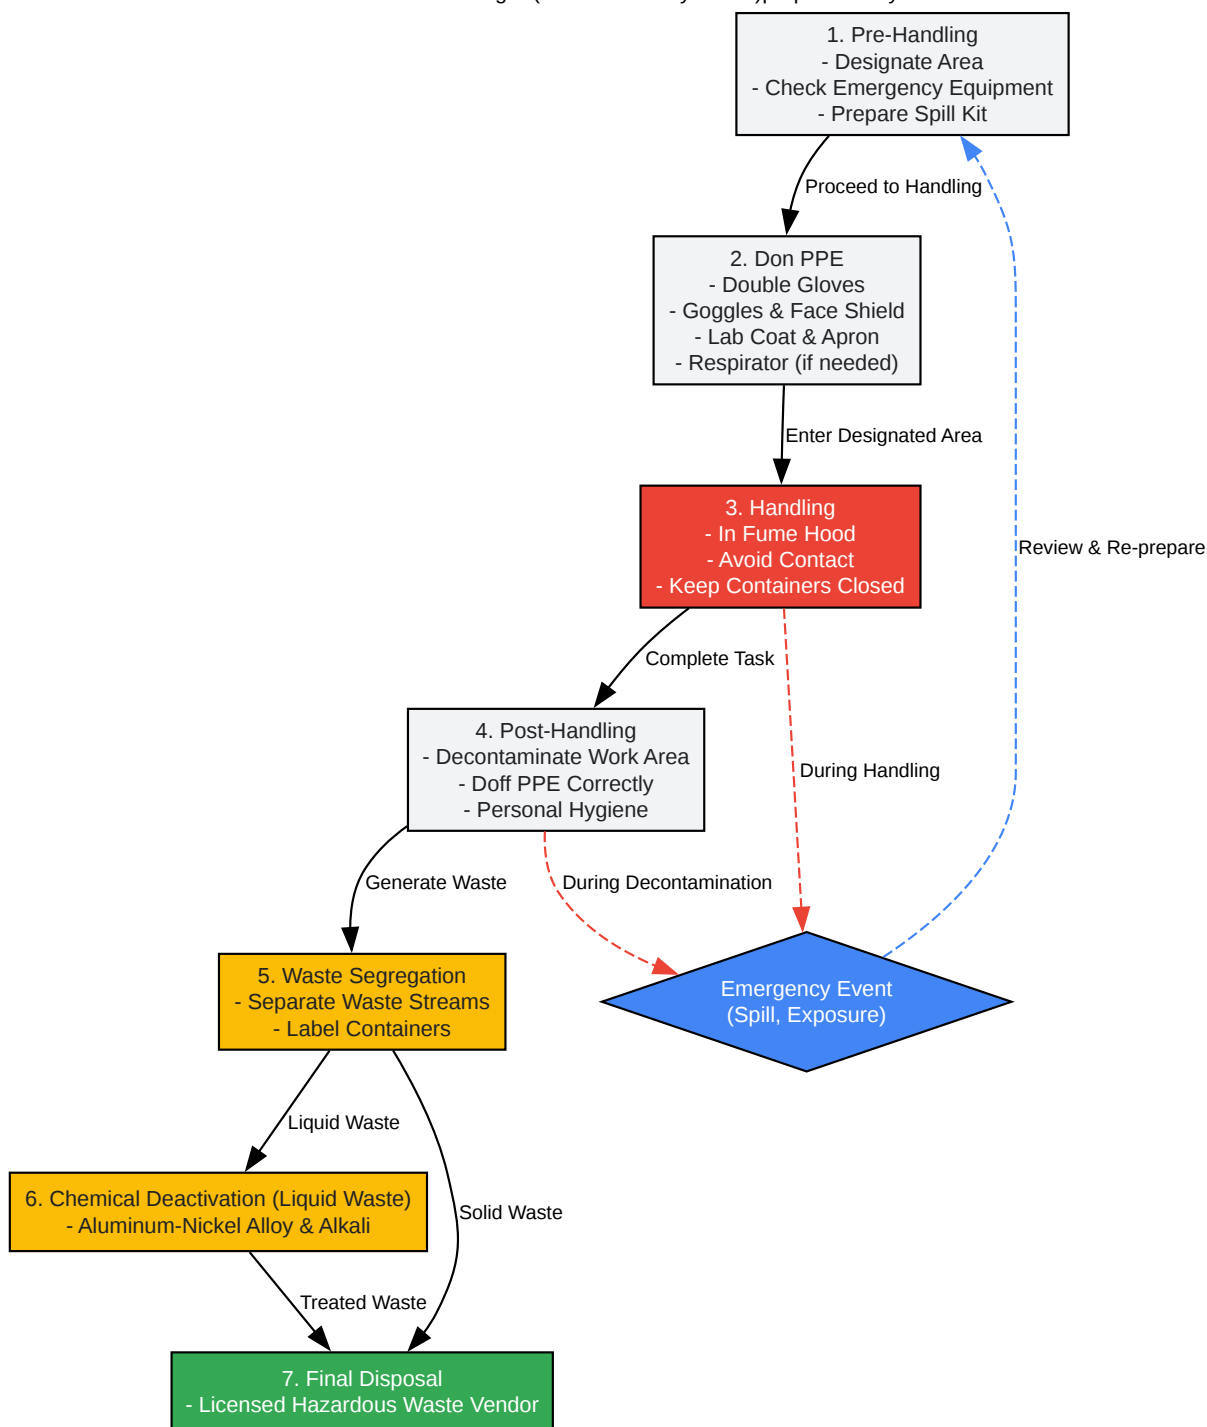 1. Pre-Handling
- Designate Area
- Check Emergency Equipment
- Prepare Spill Kit
Proceed to Handling
2. Don PPE
- Double Gloves
- Goggles & Face Shield
- Lab Coat & Apron
- Respirator (if needed)
Enter Designated Area
3. Handling
- In Fume Hood
- Avoid Contact
- Keep Containers Closed
Review & Re-prepare
Complete Task
4. Post-Handling
- Decontaminate Work Area
- Doff PPE Correctly
- Personal Hygiene
During Handling
Generate Waste
During Decontamination
5. Waste Segregation
- Separate Waste Streams
- Label Containers
Emergency Event
(Spill, Exposure)
Liquid Waste
6. Chemical Deactivation (Liquid Waste)
- Aluminum-Nickel Alloy & Alkali
Solid Waste
Treated Waste
7. Final Disposal
- Licensed Hazardous Waste Vendor